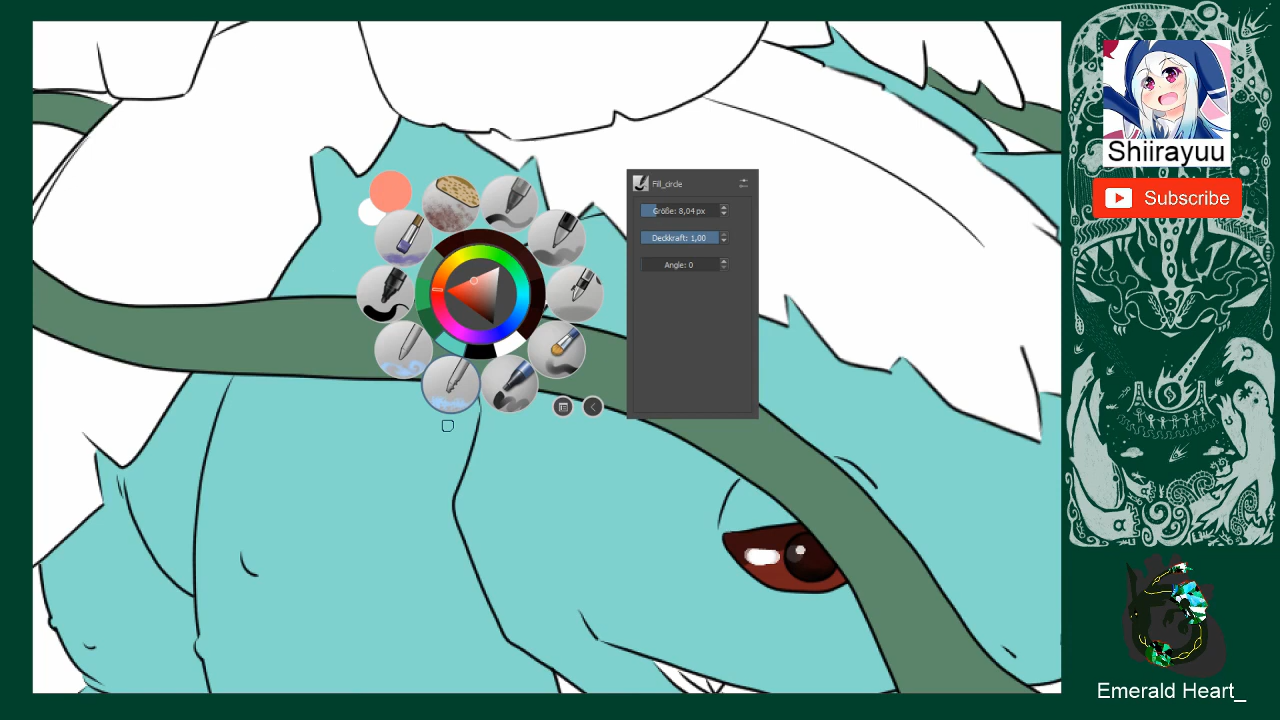 Fill_circle
Größe: 8,04 px
Deckkraft: 1,00
Angle: 0
Shiirayuu
Subscribe
Emerald Heart_